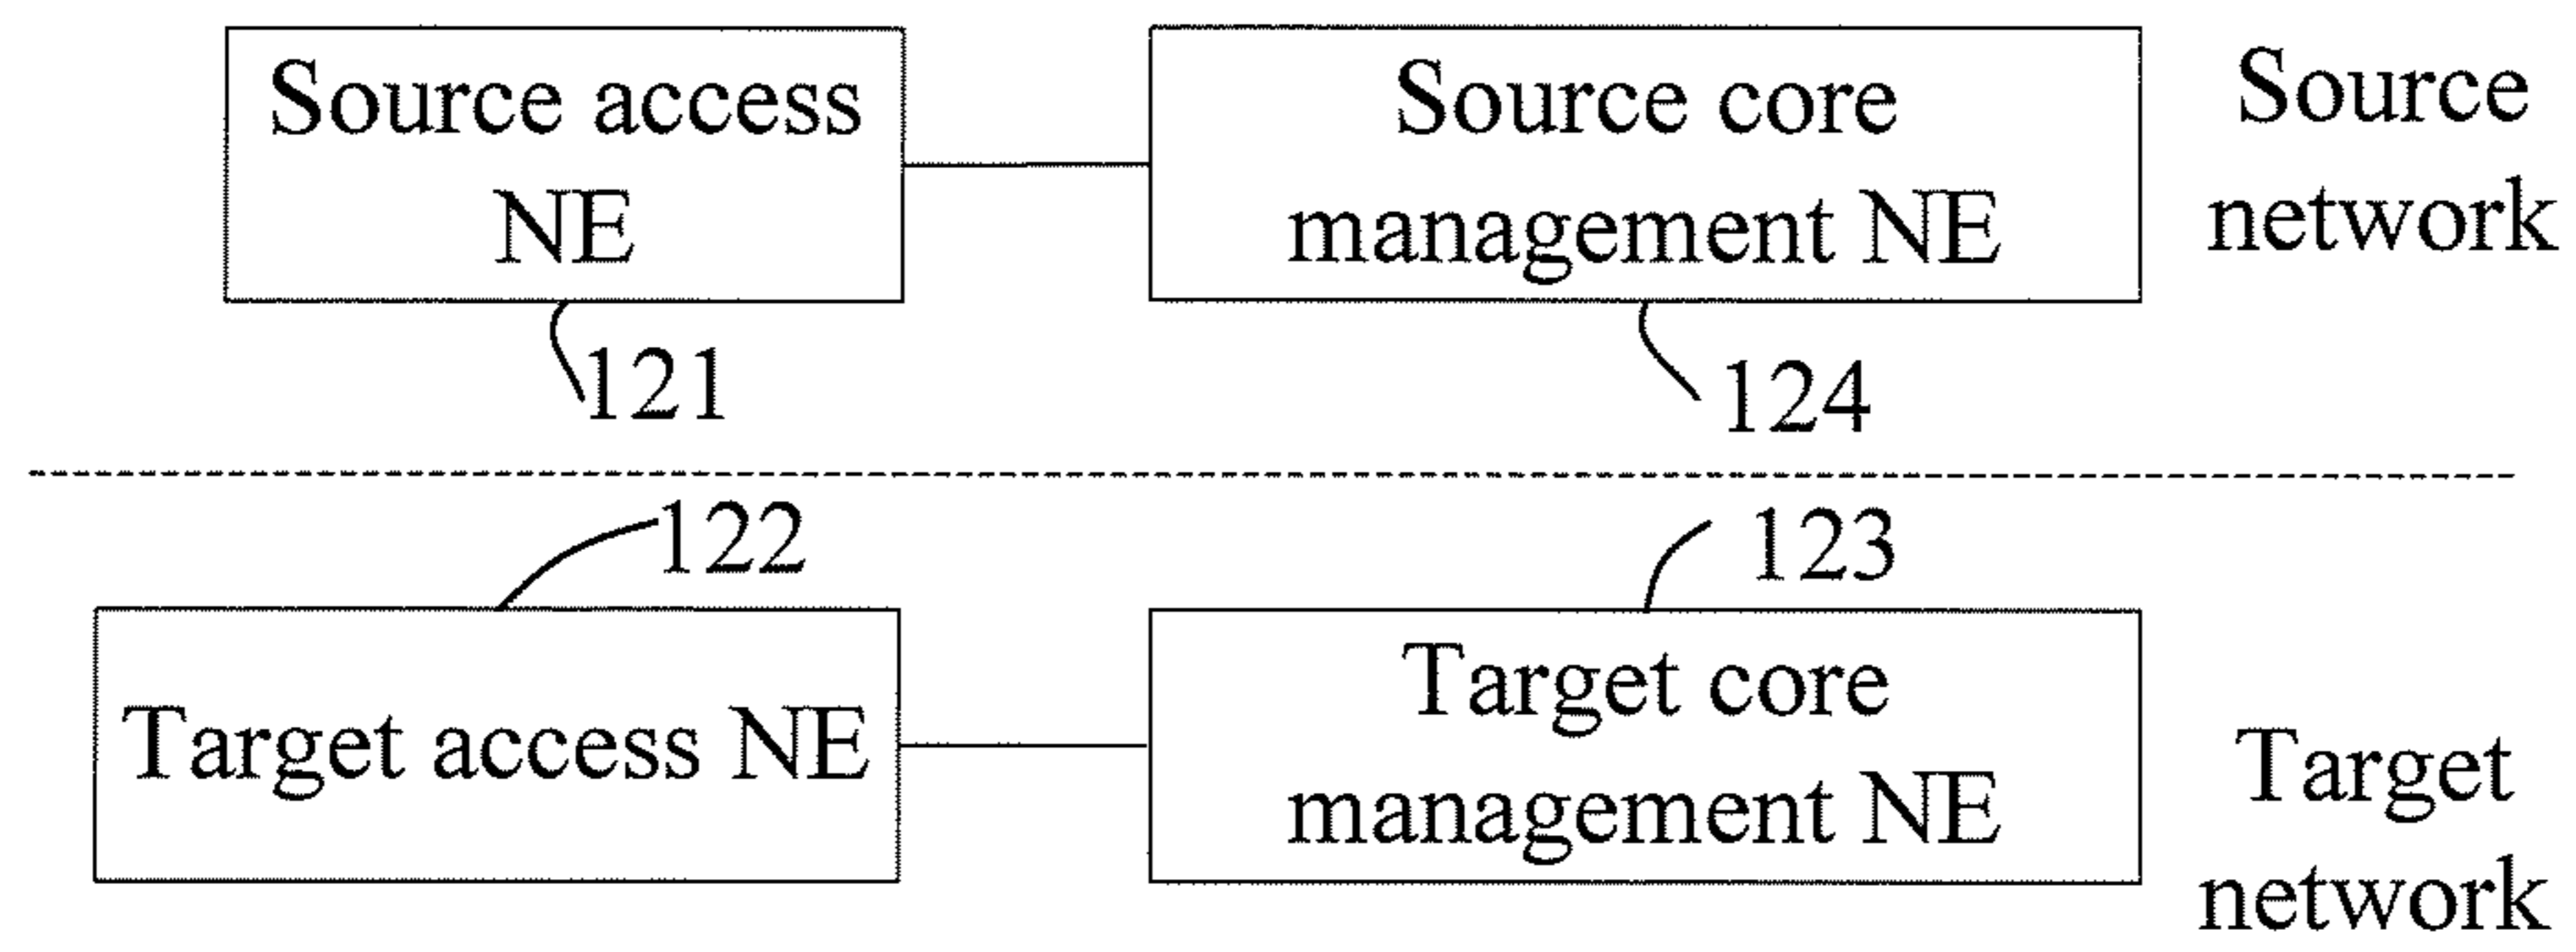 Source access
NE
Source core
management NE
Source
network
121
124
122
123
Target access NE
Target core
management NE
Target
network